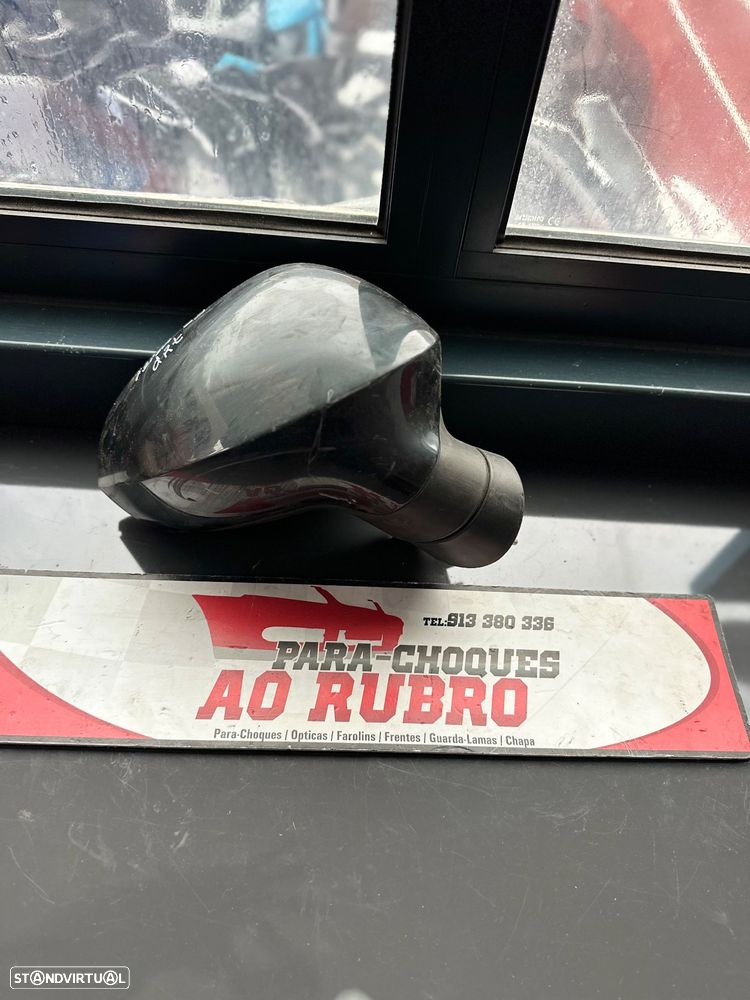 TEL:913 380 336
PARA-CHOQUES
AO RUBRO
Para-Choques | Opticas | Farolins | Frentes | Guarda-Lamas | Chapa
STANDVIRTUAL